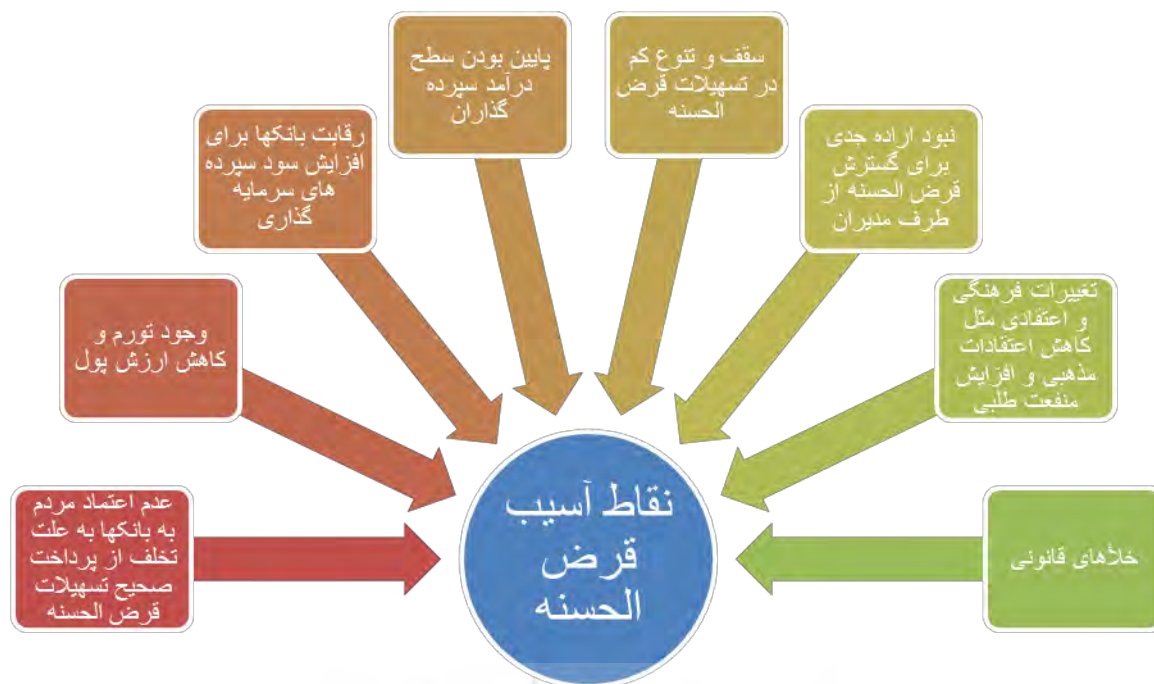 سقف و تنوع کم
در تسهیلات قرض
الحسنه
پایین بودن سطح
درآمد سپرده
گذاران
نبود اراده جدی
برای گسترش
قرض الحسنه از
طرف مدیران
رقابت بانکها برای
افزایش سود سپرده
های سرمایه
گذاری
تغییرات فرهنگی
و اعتقادی مثل
کاهش اعتقادات
مذهبی و افزایش
منفعت طلبی
وجود تورم و
کاهش ارزش پول
خلأهای قانونی
نقاط آسیب
قرض
الحسنه
عدم اعتماد مردم
به بانکها به علت
تخلف از پرداخت
صحیح تسهیلات
قرض الحسنه